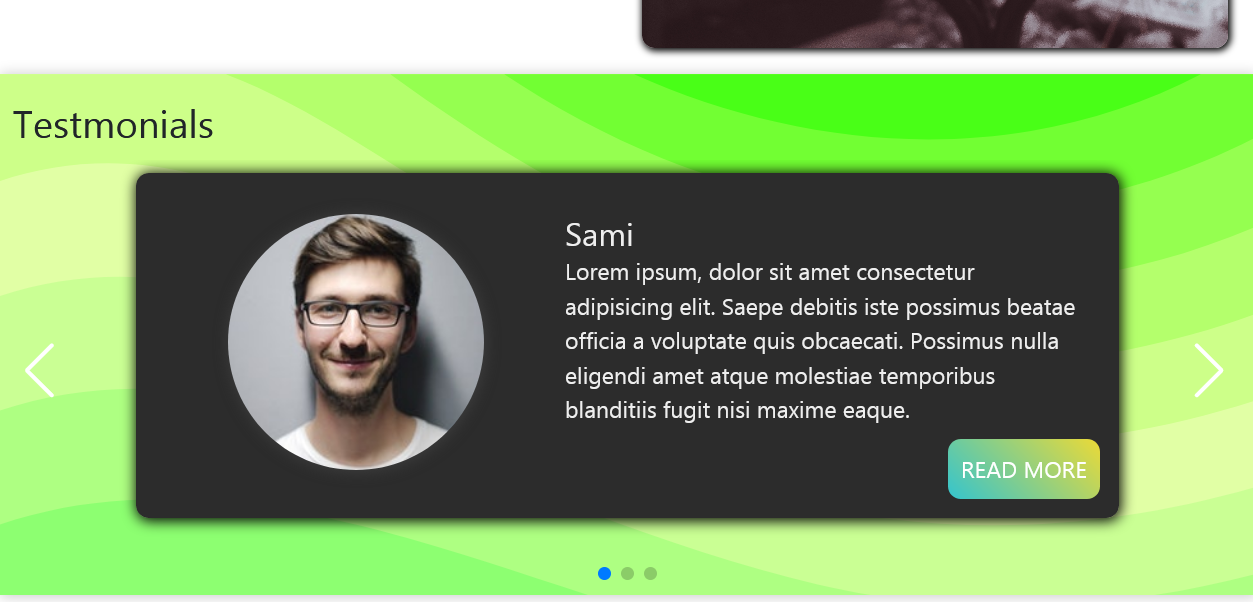 Testmonials
Sami
Lorem ipsum, dolor sit amet consectetur
adipisicing elit. Saepe debitis iste possimus beatae
officia a voluptate quis obcaecati. Possimus nulla
eligendi amet atque molestiae temporibus
blanditiis fugit nisi maxime eaque.
READ MORE